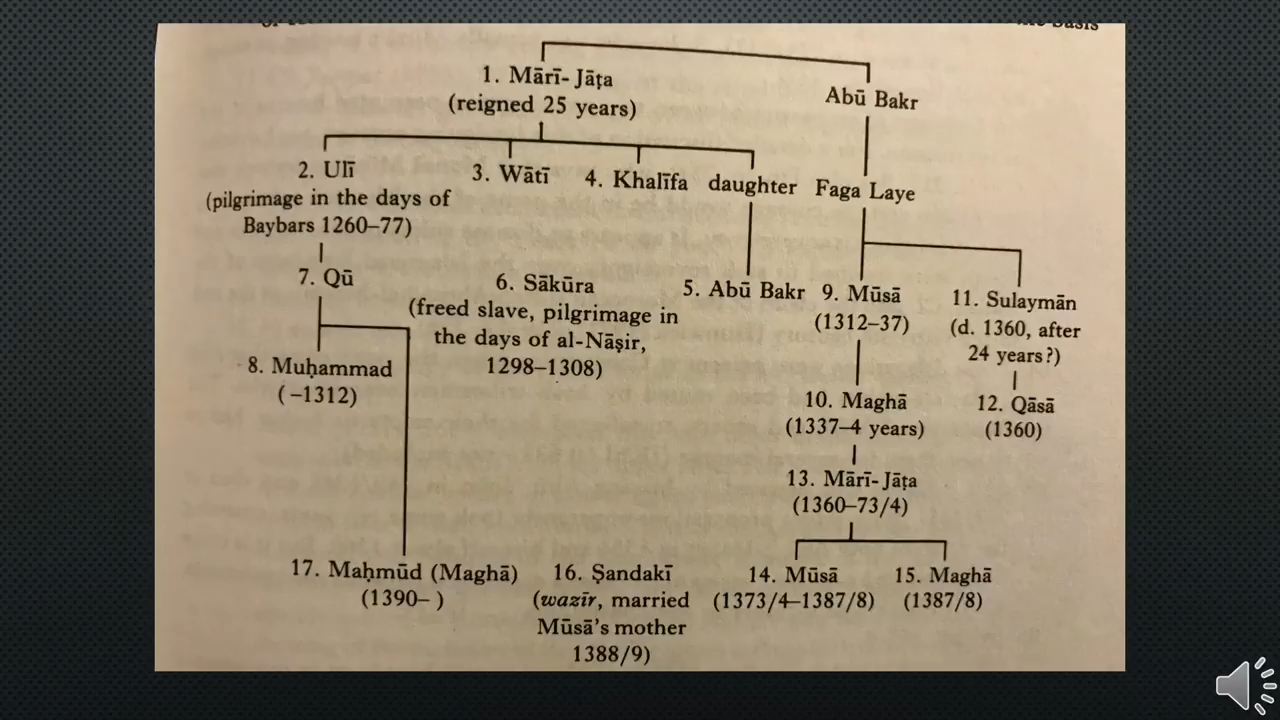 of
the basis
1. Mārī-Jāṭa
(reigned 25 years)
Abū Bakr
2. Ulī
(pilgrimage in the days of
Baybars 1260–77)
3. Wātī
4. Khalīfa
daughter
Faga Laye
7. Qū
6. Sākūra
(freed slave, pilgrimage in
the days of al-Nāṣir,
1298–1308)
5. Abū Bakr
9. Mūsā
(1312–37)
11. Sulaymān
(d. 1360, after
24 years?)
8. Muḥammad
( –1312)
10. Maghā
(1337–4 years)
12. Qāsā
(1360)
13. Mārī-Jāṭa
(1360–73/4)
17. Maḥmūd (Maghā)
(1390– )
16. Ṣandakī
(wazīr, married
Mūsā's mother
1388/9)
14. Mūsā
(1373/4–1387/8)
15. Maghā
(1387/8)